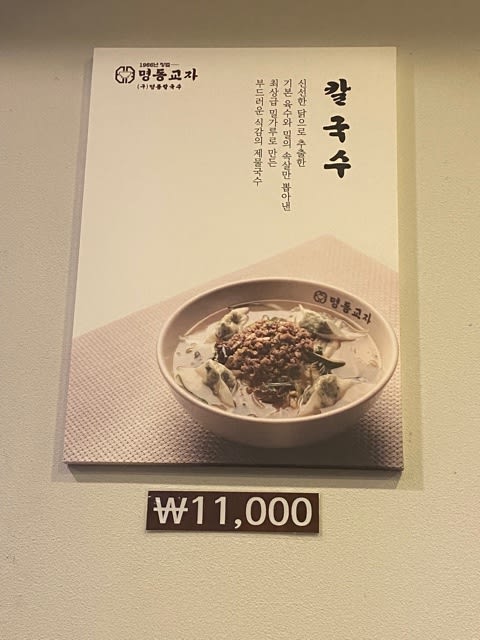 1966년 창립
명동교자
(구)명동칼국수
칼국수
신선한 닭으로 추출한
기본 육수와 밀의 속살만 뽑아낸
최상급 밀가루로 만든
부드러운 식감의 제물국수
명동교자
₩11,000